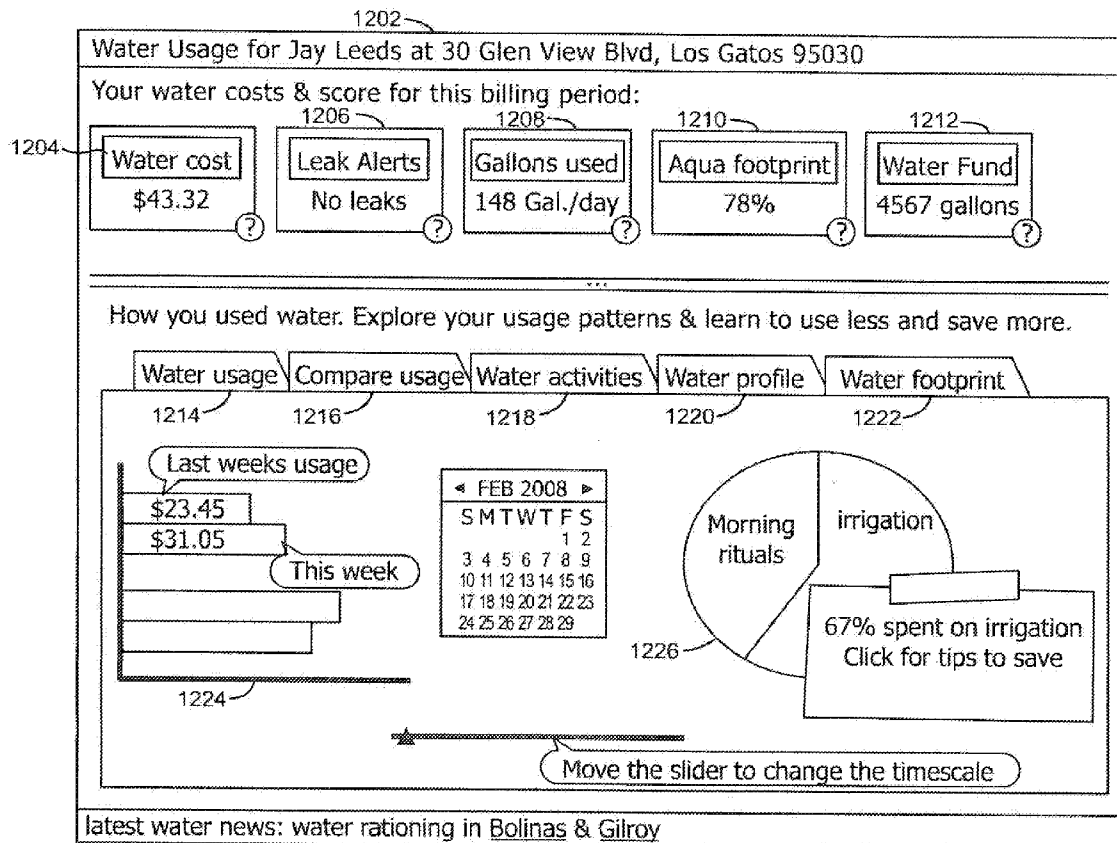 1202
Water Usage for Jay Leeds at 30 Glen View Blvd, Los Gatos 95030
Your water costs & score for this billing period:
1204 1206 1208 1210 1212
Water cost Leak Alerts Gallons used Aqua footprint Water Fund
$43.32 No leaks 148 Gal./day 78% 4567 gallons
? ? ? ? ?
...
How you used water. Explore your usage patterns & learn to use less and save more.
Water usage Compare usage Water activities Water profile Water footprint
1214 1216 1218 1220 1222
Last weeks usage
$23.45
$31.05
This week
1224
◄ FEB 2008 ►
S M T W T F S
1 2
3 4 5 6 7 8 9
10 11 12 13 14 15 16
17 18 19 20 21 22 23
24 25 26 27 28 29
Morning
rituals
irrigation
67% spent on irrigation
Click for tips to save
1226
Move the slider to change the timescale
latest water news: water rationing in Bolinas & Gilroy